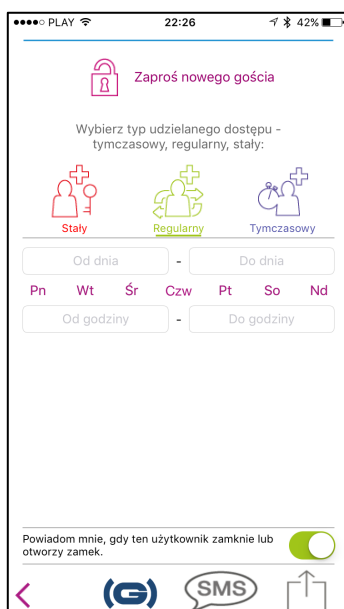 PLAY 22:26 42%
Zaproś nowego gościa
Wybierz typ udzielanego dostępu -
tymczasowy, regularny, stały:
Stały Regularny Tymczasowy
Od dnia - Do dnia
Pn Wt Śr Czw Pt So Nd
Od godziny - Do godziny
Powiadom mnie, gdy ten użytkownik zamknie lub
otworzy zamek.
(G) SMS